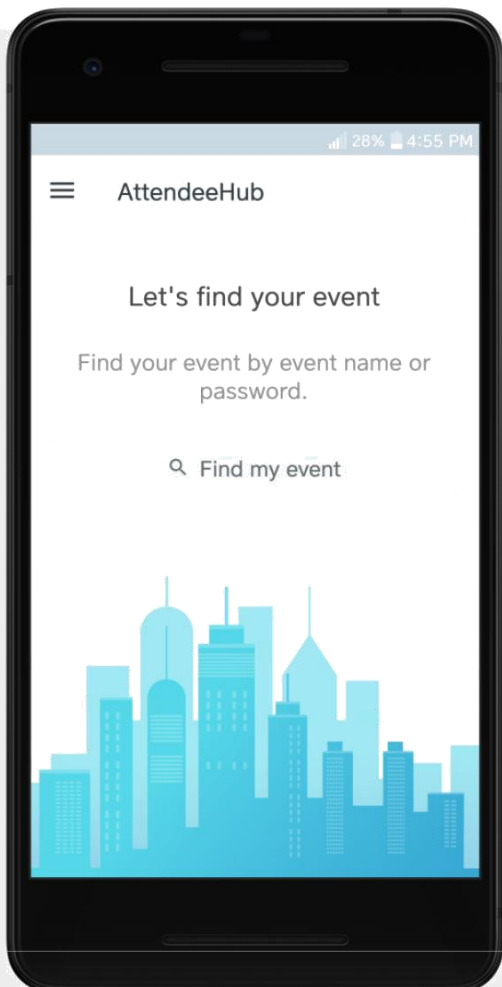 28% 4:55 PM
AttendeeHub
Let's find your event
Find your event by event name or
password.
Find my event